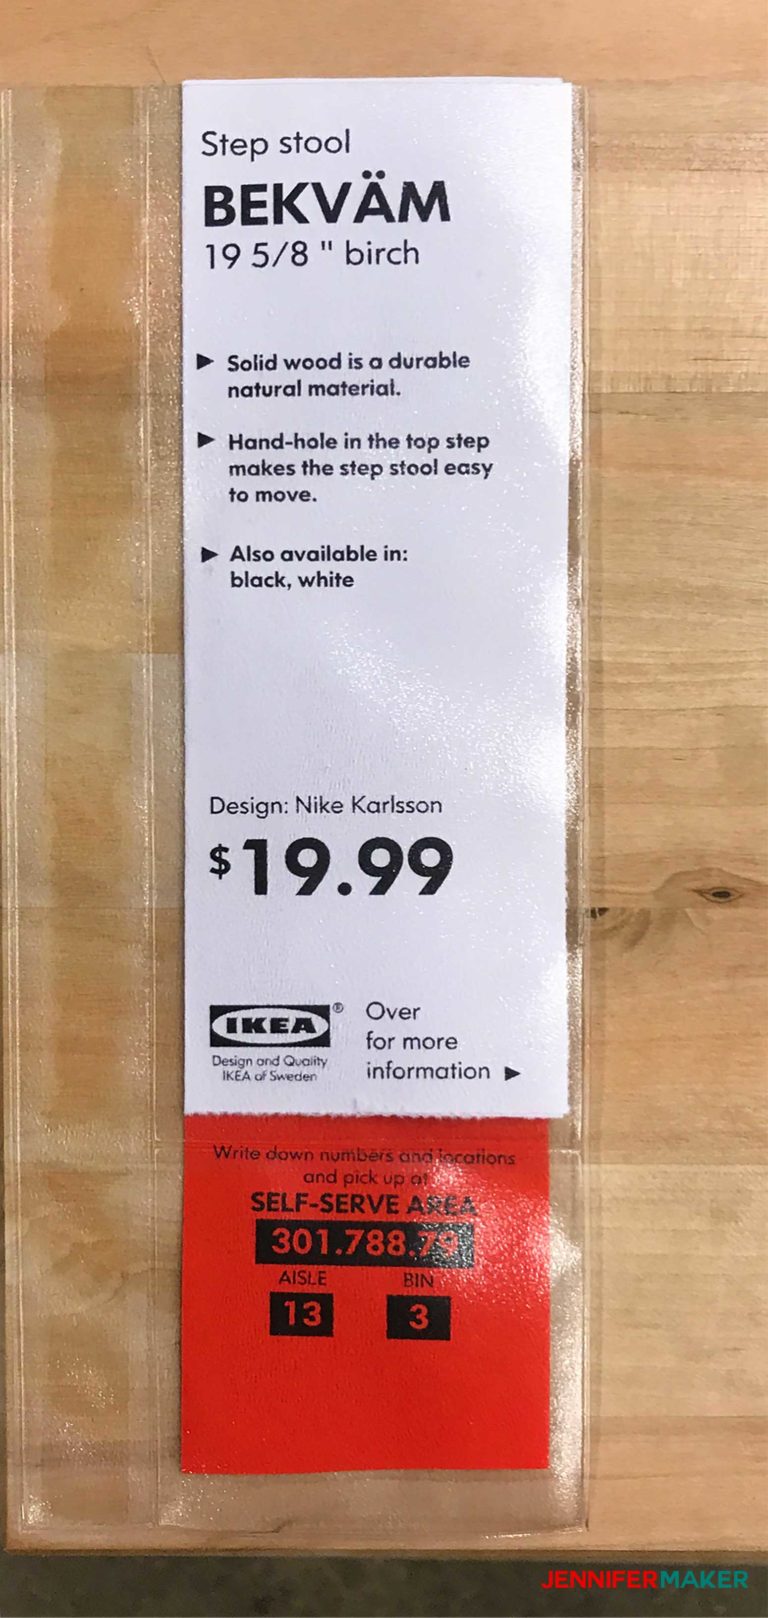 Step stool
BEKVÄM
19 5/8 " birch
▶ Solid wood is a durable
natural material.
▶ Hand-hole in the top step
makes the step stool easy
to move.
▶ Also available in:
black, white
Design: Nike Karlsson
$19.99
IKEA®
Design and Quality
IKEA of Sweden
Over
for more
information ▶
Write down numbers and locations
and pick up at
SELF-SERVE AREA
301.788.79
AISLE BIN
13 3
JENNIFERMAKER